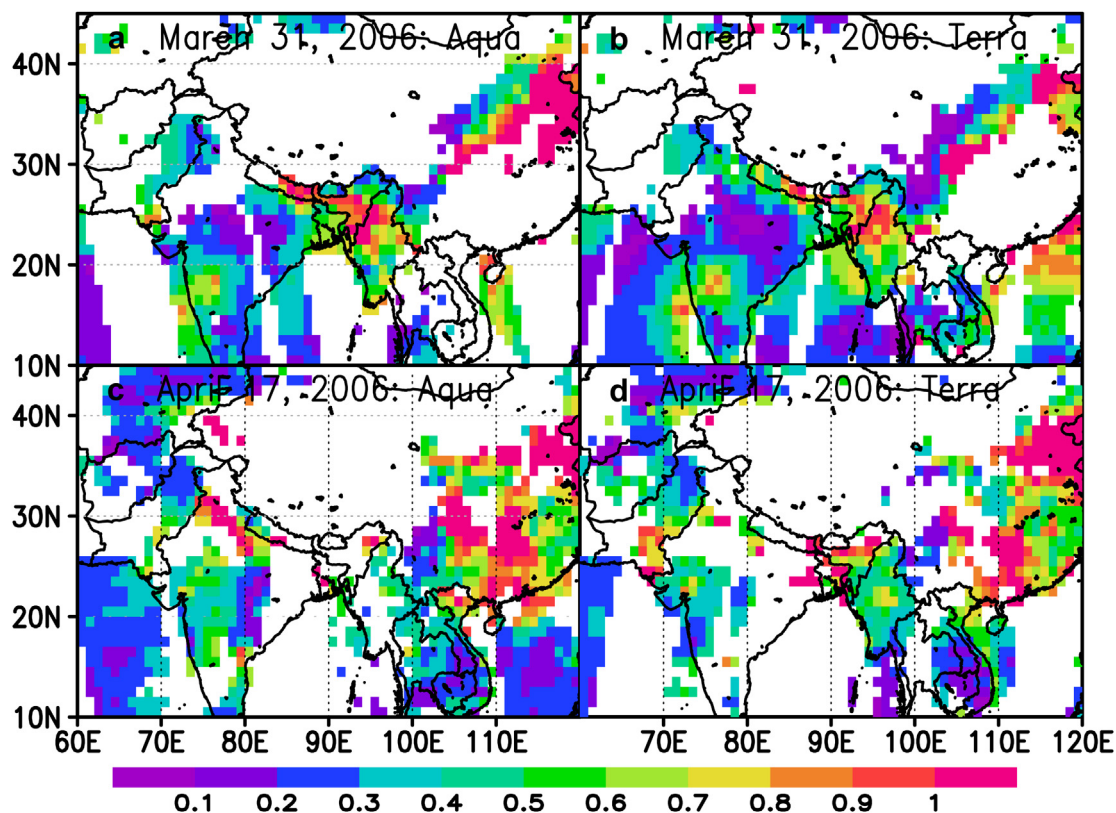 a March 31, 2006: Aqua
b March 31, 2006: Terra
40N
30N
20N
10N
c April 17, 2006: Aqua
d April 17, 2006: Terra
40N
30N
20N
10N
60E 70E 80E 90E 100E 110E 70E 80E 90E 100E 110E 120E
0.1 0.2 0.3 0.4 0.5 0.6 0.7 0.8 0.9 1